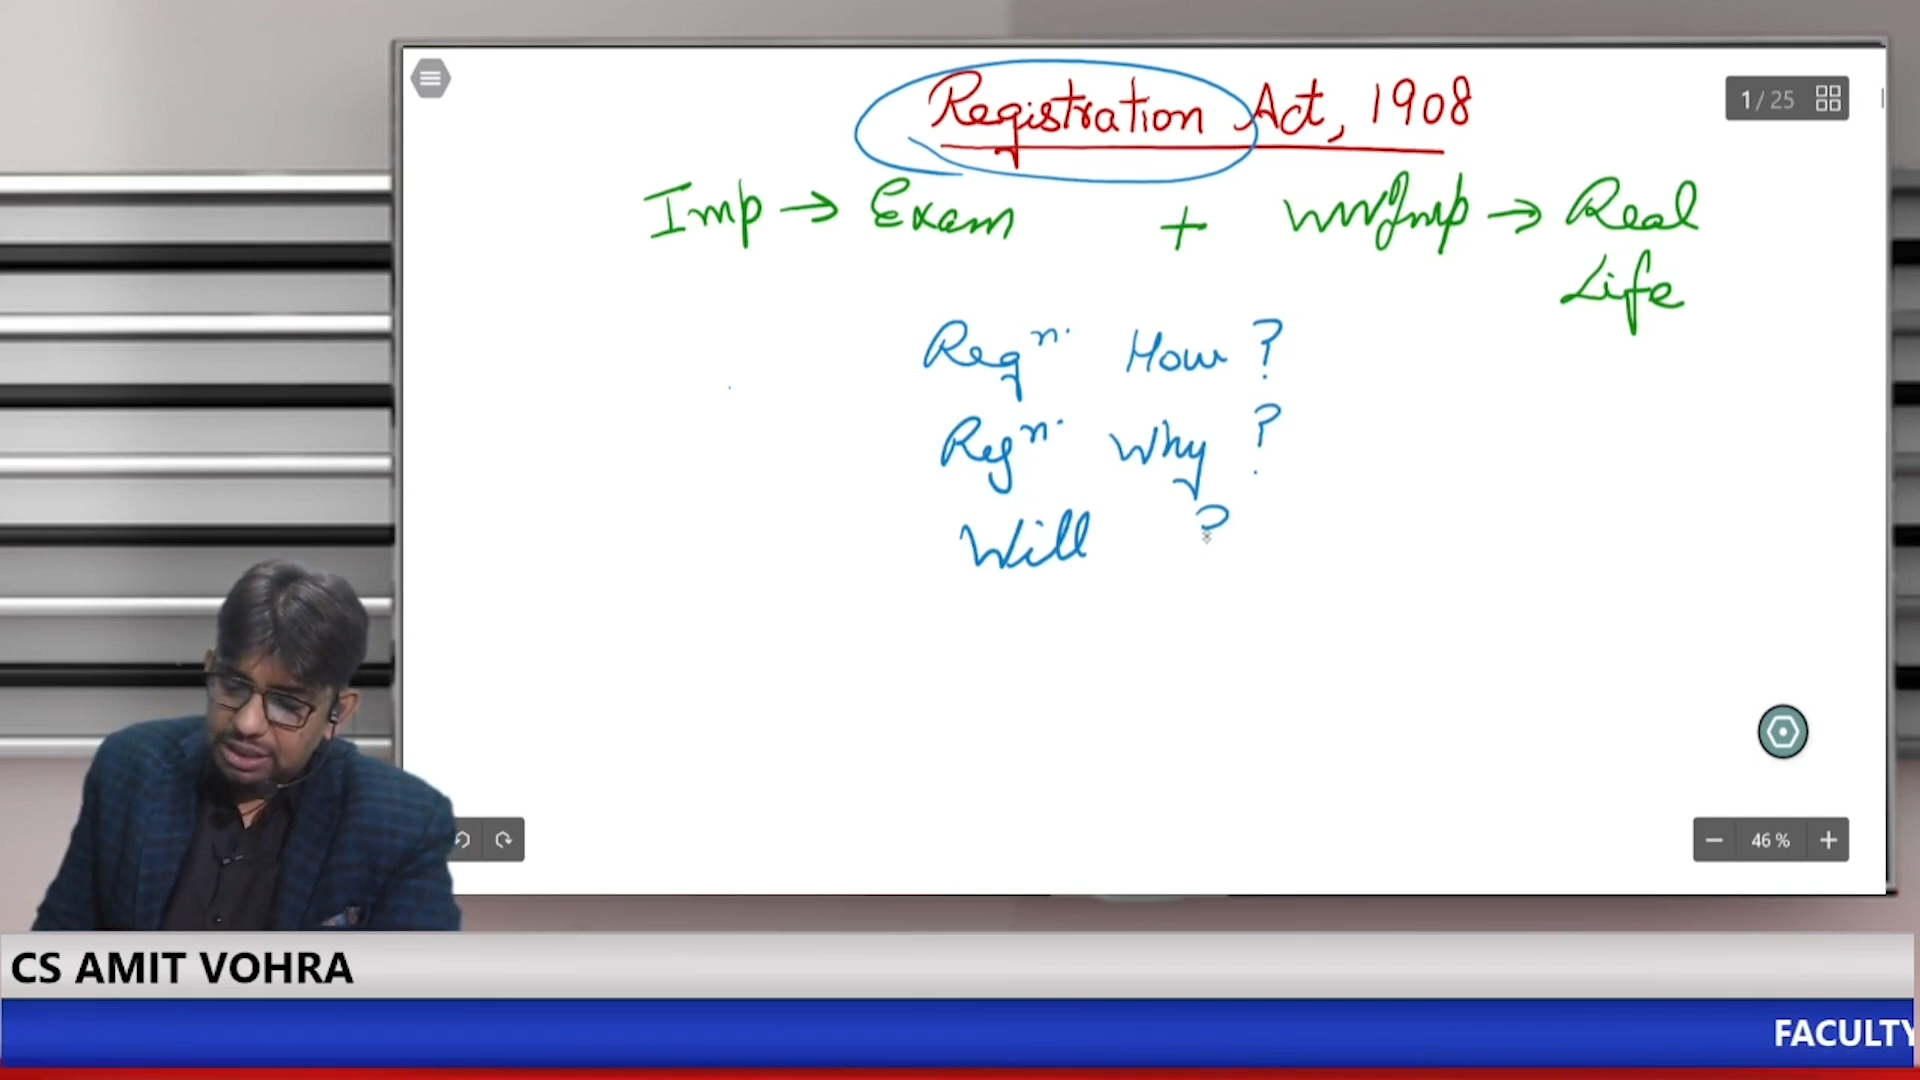 Registration Act, 1908
1 / 25
Imp → Exam + VVVImp → Real Life
Regn. How ?
Regn. Why ?
Will ?
46 %
CS AMIT VOHRA
FACULTY